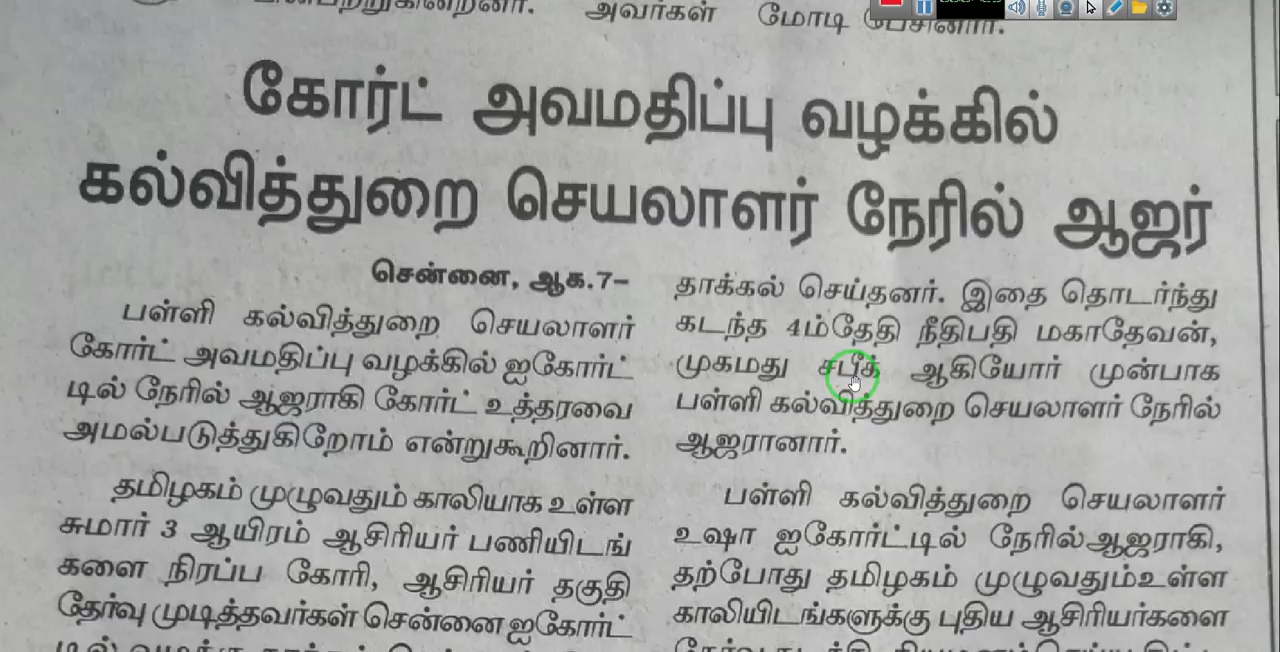 அவர்கள் மோடி பேசினார்.
கோர்ட் அவமதிப்பு வழக்கில்
கல்வித்துறை செயலாளர் நேரில் ஆஜர்
சென்னை, ஆக.7–
பள்ளி கல்வித்துறை செயலாளர்
கோர்ட் அவமதிப்பு வழக்கில் ஐகோர்ட்
டில் நேரில் ஆஜராகி கோர்ட் உத்தரவை
அமல்படுத்துகிறோம் என்றுகூறினார்.
தமிழகம் முழுவதும் காலியாக உள்ள
சுமார் 3 ஆயிரம் ஆசிரியர் பணியிடங்
களை நிரப்ப கோரி, ஆசிரியர் தகுதி
தேர்வு முடித்தவர்கள் சென்னை ஐகோர்ட்
தாக்கல் செய்தனர். இதை தொடர்ந்து
கடந்த 4ம்தேதி நீதிபதி மகாதேவன்,
முகமது சபீக் ஆகியோர் முன்பாக
பள்ளி கல்வித்துறை செயலாளர் நேரில்
ஆஜரானார்.
பள்ளி கல்வித்துறை செயலாளர்
உஷா ஐகோர்ட்டில் நேரில்ஆஜராகி,
தற்போது தமிழகம் முழுவதும்உள்ள
காலியிடங்களுக்கு புதிய ஆசிரியர்களை